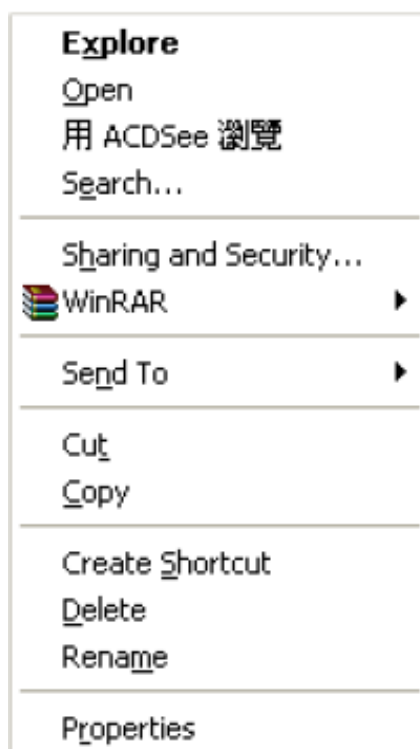 Explore
Open
用 ACDSee 瀏覽
Search...
Sharing and Security...
WinRAR
Send To
Cut
Copy
Create Shortcut
Delete
Rename
Properties